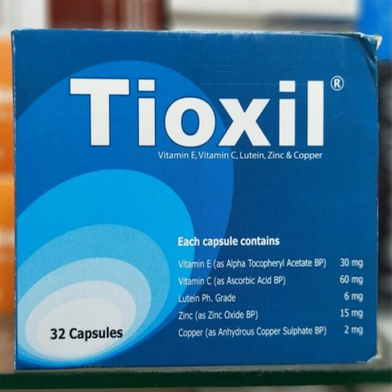 Tioxil®
Vitamin E, Vitamin C, Lutein, Zinc & Copper
Each capsule contains
Vitamin E (as Alpha Tocopheryl Acetate BP) 30 mg
Vitamin C (as Ascorbic Acid BP) 60 mg
Lutein Ph. Grade 6 mg
Zinc (as Zinc Oxide BP) 15 mg
Copper (as Anhydrous Copper Sulphate BP) 2 mg
32 Capsules